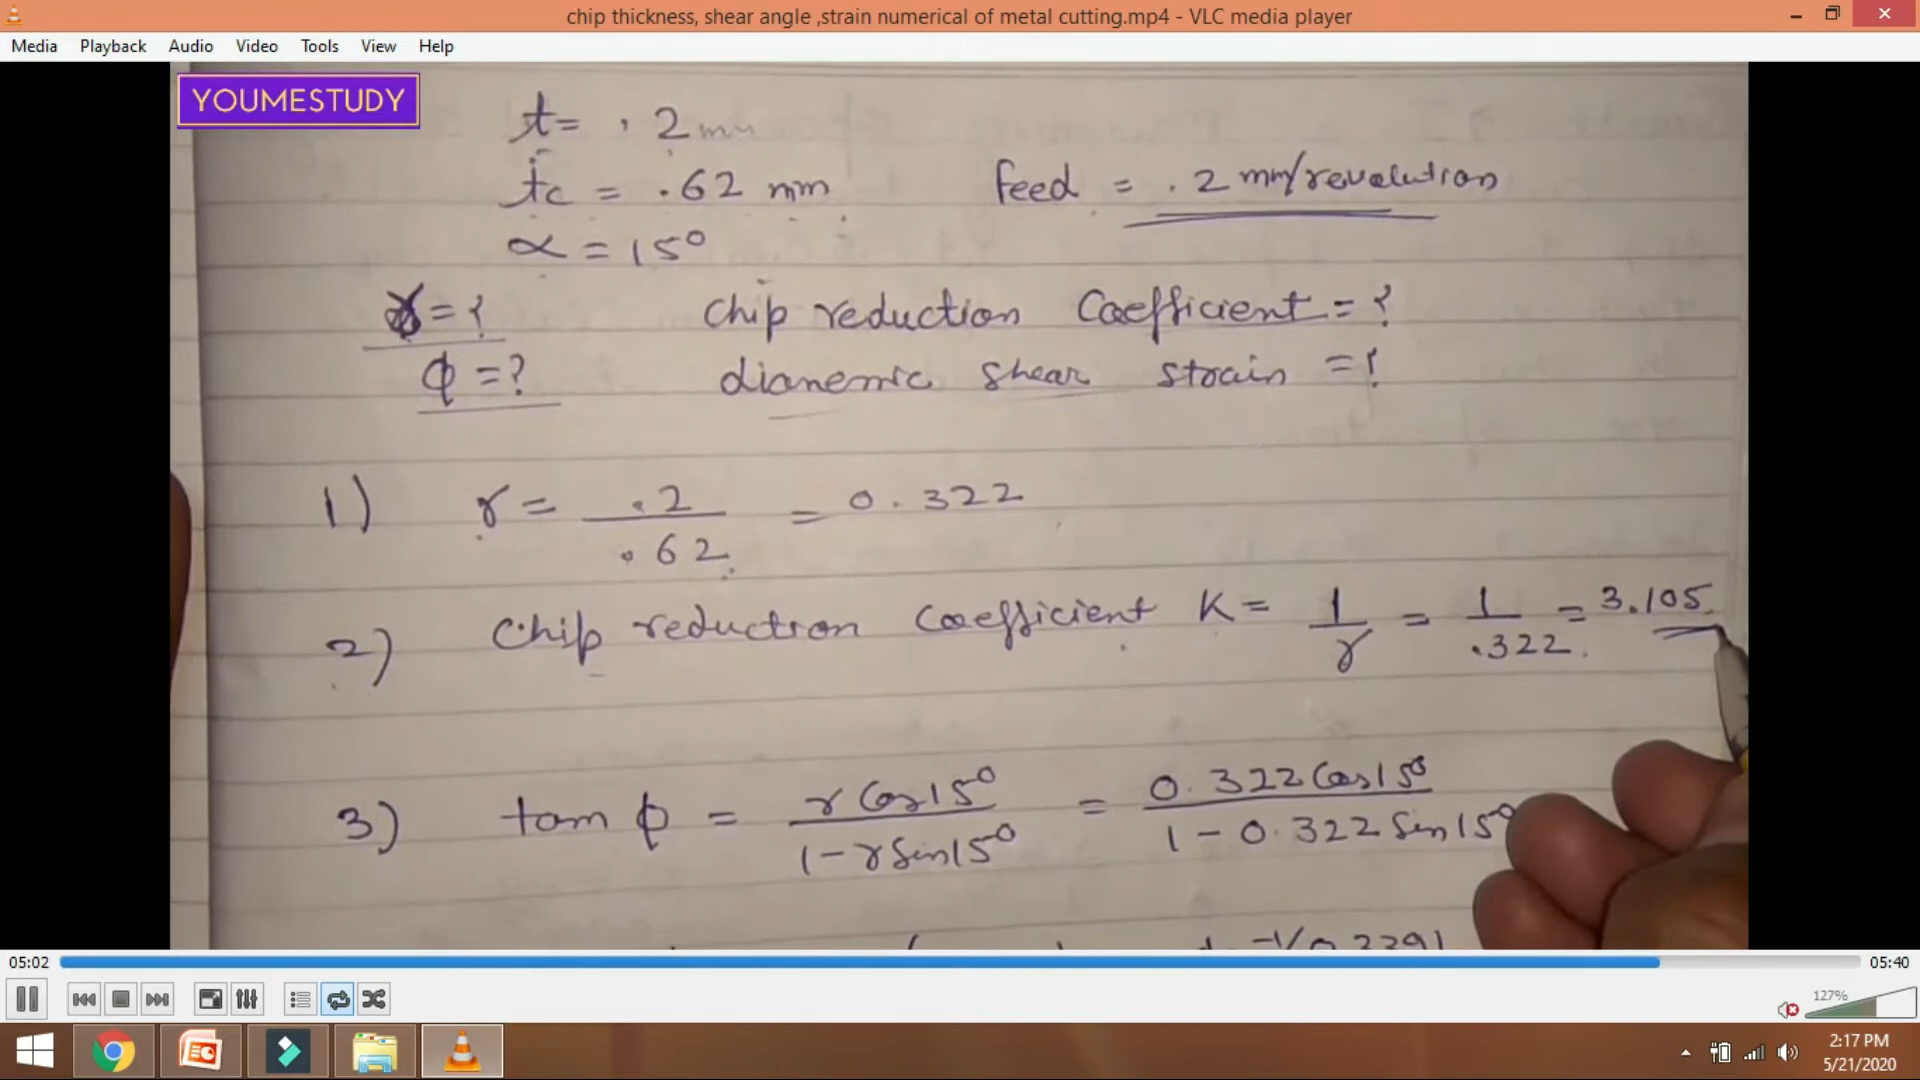 chip thickness, shear angle ,strain numerical of metal cutting.mp4 - VLC media player
Media Playback Audio Video Tools View Help
YOUMESTUDY
t = .2 mm
tc = .62 mm
feed = .2 mm/revolution
α = 15°
r = ?
Chip reduction Coefficient = ?
ϕ = ?
dianemic shear strain = ?
1) r = .2/.62 = 0.322
2) Chip reduction Coefficient K = 1/r = 1/.322 = 3.105
3) tan ϕ = r Cos15°/1-r Sin15° = 0.322 Cos15°/1-0.322 Sin15°
05:02
05:40
127%
2:17 PM
5/21/2020